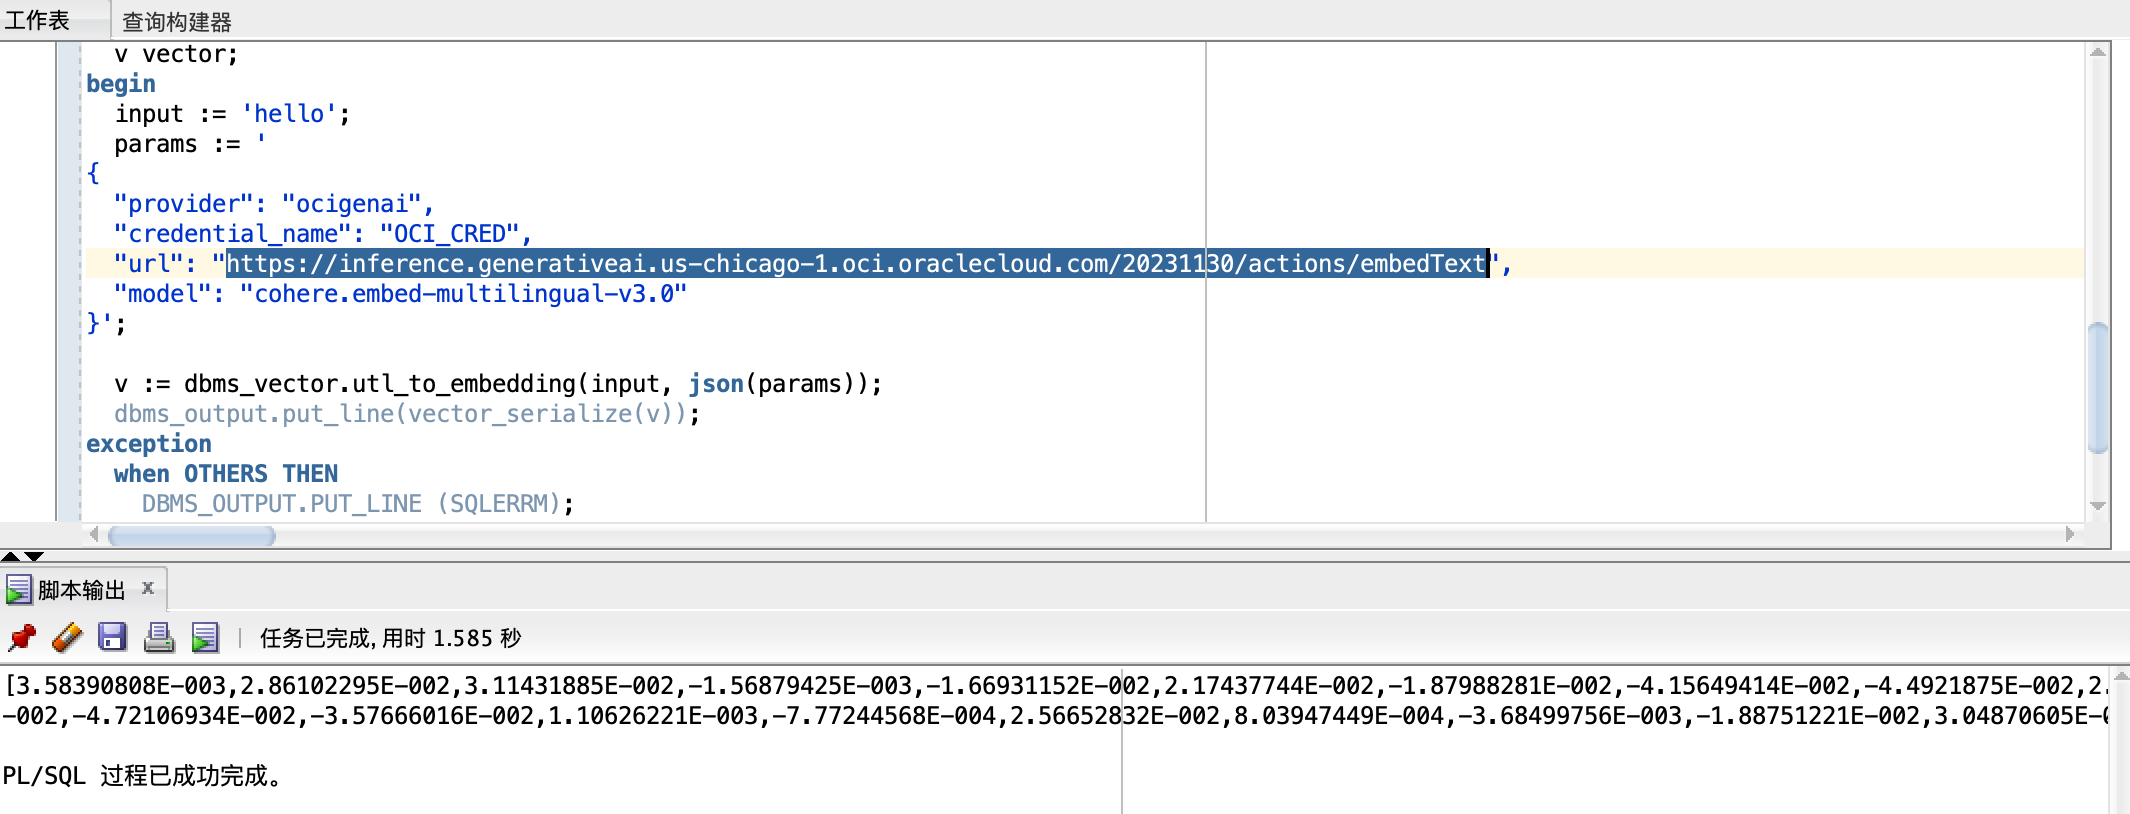 工作表 查询构建器
v vector;
begin
input := 'hello';
params := '
{
"provider": "ocigenai",
"credential_name": "OCI_CRED",
"url": "https://inference.generativeai.us-chicago-1.oci.oraclecloud.com/20231130/actions/embedText",
"model": "cohere.embed-multilingual-v3.0"
}';
v := dbms_vector.utl_to_embedding(input, json(params));
dbms_output.put_line(vector_serialize(v));
exception
when OTHERS THEN
DBMS_OUTPUT.PUT_LINE (SQLERRM);
脚本输出 x
任务已完成, 用时 1.585 秒
[3.58390808E-003,2.86102295E-002,3.11431885E-002,-1.56879425E-003,-1.66931152E-002,2.17437744E-002,-1.87988281E-002,-4.15649414E-002,-4.4921875E-002,2.
-002,-4.72106934E-002,-3.57666016E-002,1.10626221E-003,-7.77244568E-004,2.56652832E-002,8.03947449E-004,-3.68499756E-003,-1.88751221E-002,3.04870605E-0
PL/SQL 过程已成功完成。